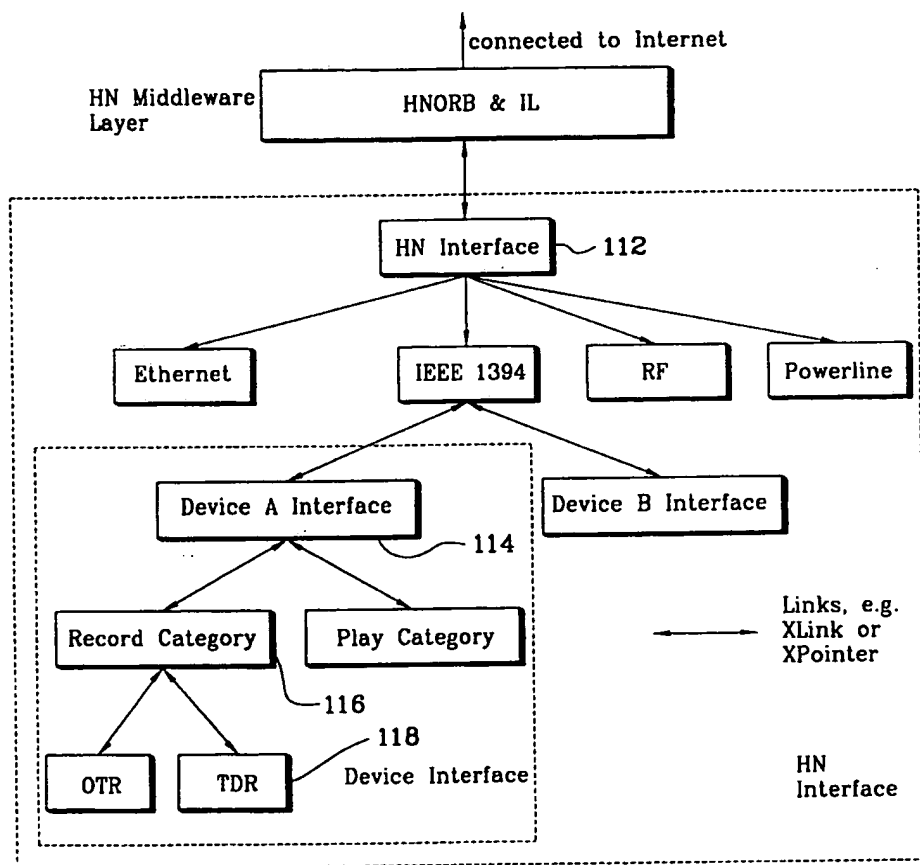 connected to Internet
HN Middleware
Layer
HNORB & IL
HN Interface
112
Ethernet
IEEE 1394
RF
Powerline
Device A Interface
Device B Interface
114
Record Category
Play Category
Links, e.g.
XLink or
XPointer
116
118
OTR
TDR
Device Interface
HN
Interface